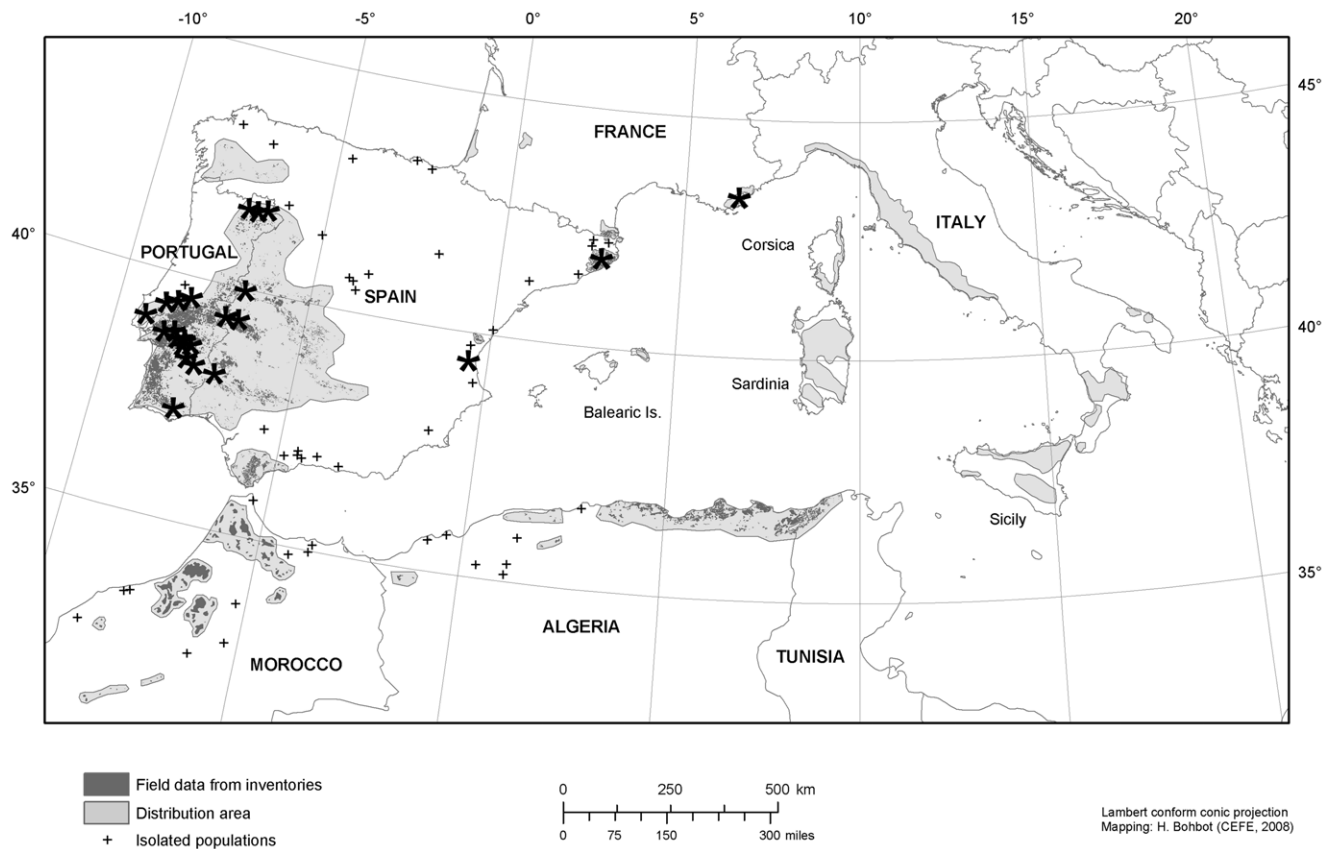 -10° -5° 0° 5° 10° 15° 20°
45°
FRANCE
ITALY
Corsica
40°
PORTUGAL
SPAIN
40°
Sardinia
Balearic Is.
35°
Sicily
35°
ALGERIA
MOROCCO
TUNISIA
Field data from inventories
Distribution area
+ Isolated populations
0 250 500 km
0 75 150 300 miles
Lambert conform conic projection
Mapping: H. Bohbot (CEFE, 2008)